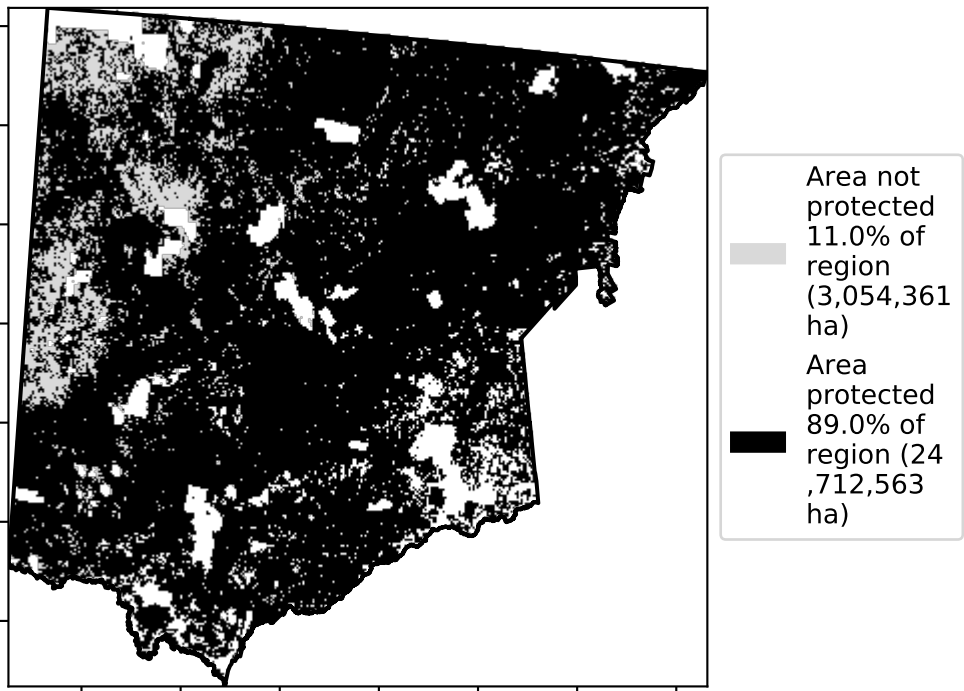 Area not
protected
11.0% of
region
(3,054,361
ha)
Area
protected
89.0% of
region (24
,712,563
ha)